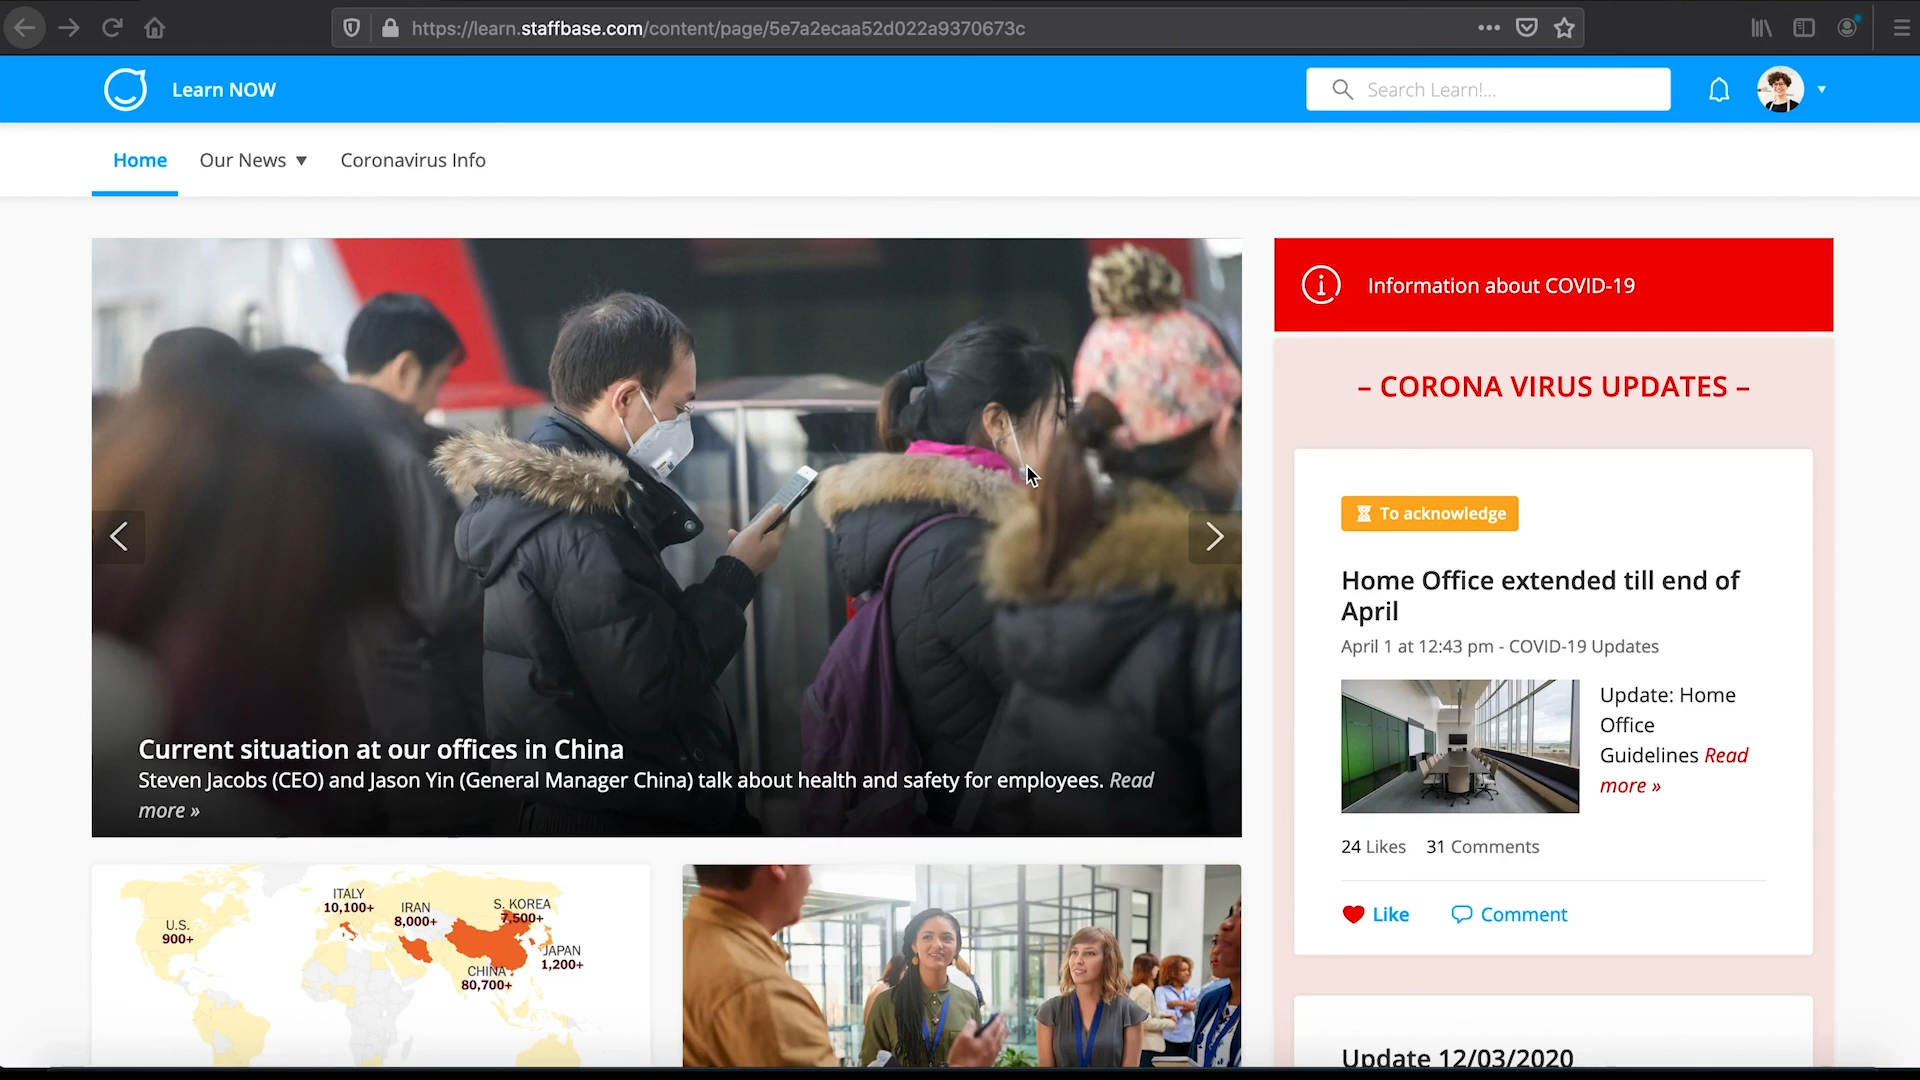 https://learn.staffbase.com/content/page/5e7a2ecaa52d022a9370673c
Learn NOW
Search Learn!...
Home
Our News ▼
Coronavirus Info
Current situation at our offices in China
Steven Jacobs (CEO) and Jason Yin (General Manager China) talk about health and safety for employees. Read
more »
U.S.
900+
ITALY
10,100+
IRAN
8,000+
S. KOREA
7,500+
JAPAN
1,200+
CHINA
80,700+
Information about COVID-19
– CORONA VIRUS UPDATES –
To acknowledge
Home Office extended till end of
April
April 1 at 12:43 pm - COVID-19 Updates
Update: Home
Office
Guidelines Read
more »
24 Likes 31 Comments
Like
Comment
Update 12/03/2020